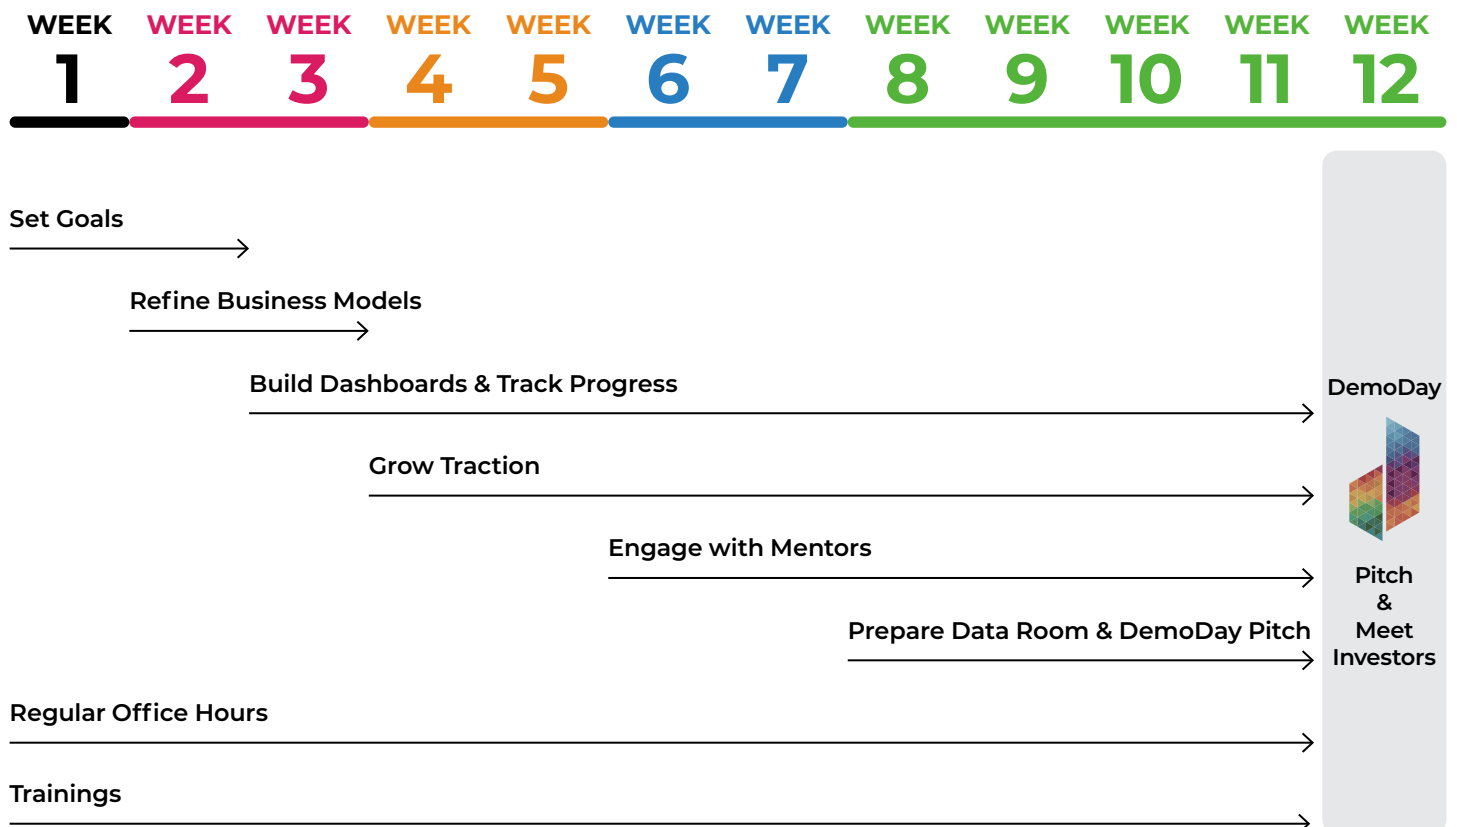 WEEK WEEK WEEK WEEK WEEK WEEK WEEK WEEK WEEK WEEK WEEK WEEK
1 2 3 4 5 6 7 8 9 10 11 12
Set Goals
Refine Business Models
Build Dashboards & Track Progress
Grow Traction
Engage with Mentors
Prepare Data Room & DemoDay Pitch
Regular Office Hours
Trainings
DemoDay
Pitch
&
Meet
Investors